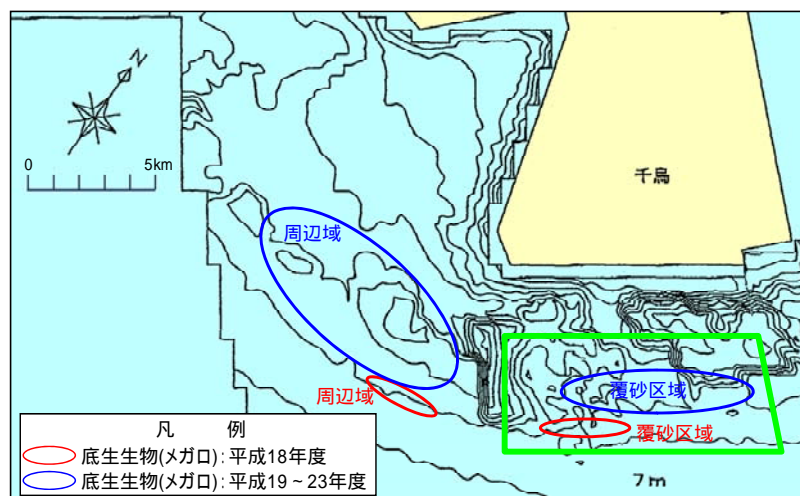 N
0
5km
千鳥
周辺域
周辺域
覆砂区域
覆砂区域
7m
凡 例
底生生物(メガロ):平成18年度
底生生物(メガロ):平成19~23年度